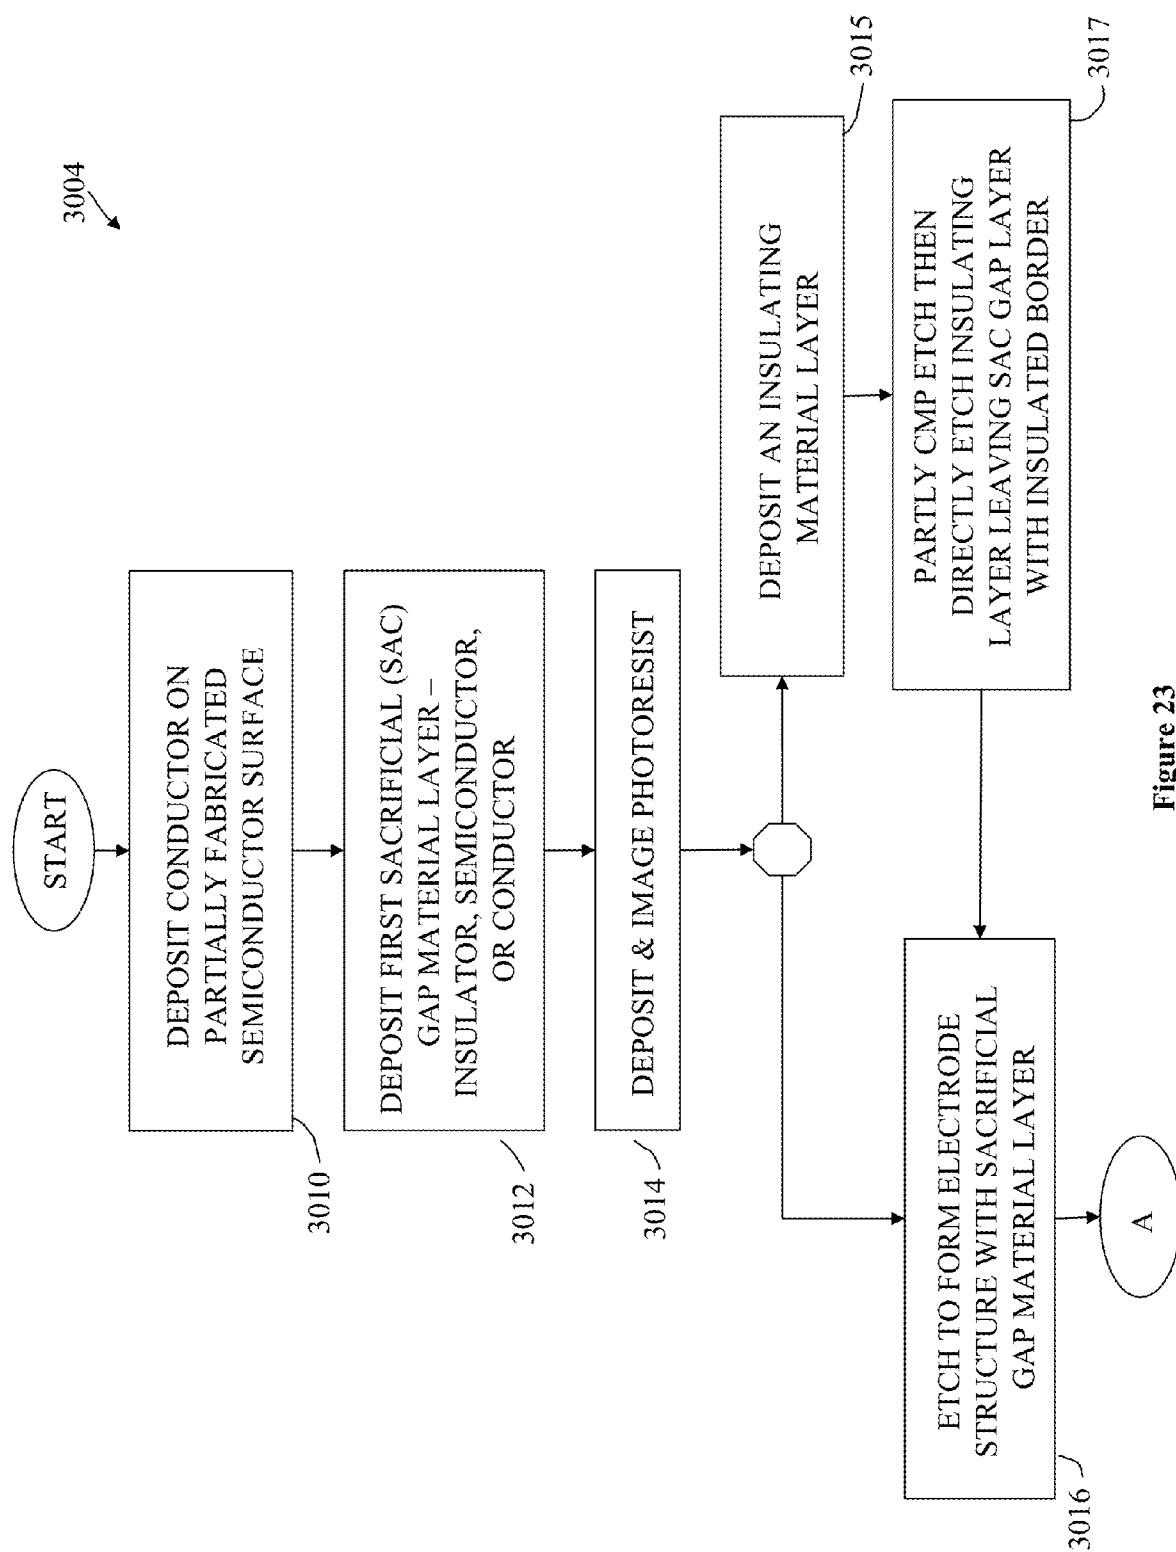 3004
START
DEPOSIT CONDUCTOR ON
PARTIALLY FABRICATED
SEMICONDUCTOR SURFACE
3010
DEPOSIT FIRST SACRIFICIAL (SAC)
GAP MATERIAL LAYER –
INSULATOR, SEMICONDUCTOR,
OR CONDUCTOR
3012
DEPOSIT & IMAGE PHOTORESIST
3014
DEPOSIT AN INSULATING
MATERIAL LAYER
3015
PARTLY CMP ETCH THEN
DIRECTLY ETCH INSULATING
LAYER LEAVING SAC GAP LAYER
WITH INSULATED BORDER
3017
ETCH TO FORM ELECTRODE
STRUCTURE WITH SACRIFICIAL
GAP MATERIAL LAYER
3016
A
Figure 23